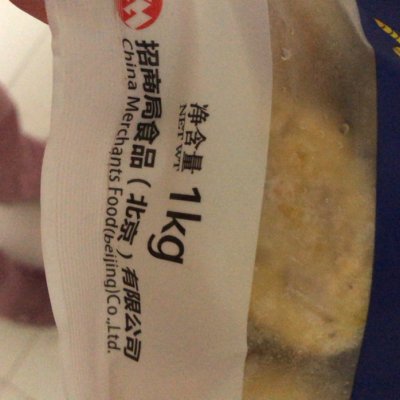 招商局食品（北京）有限公司
China Merchants Food(beijing)Co.,Ltd.
净含量
NET WT
1kg